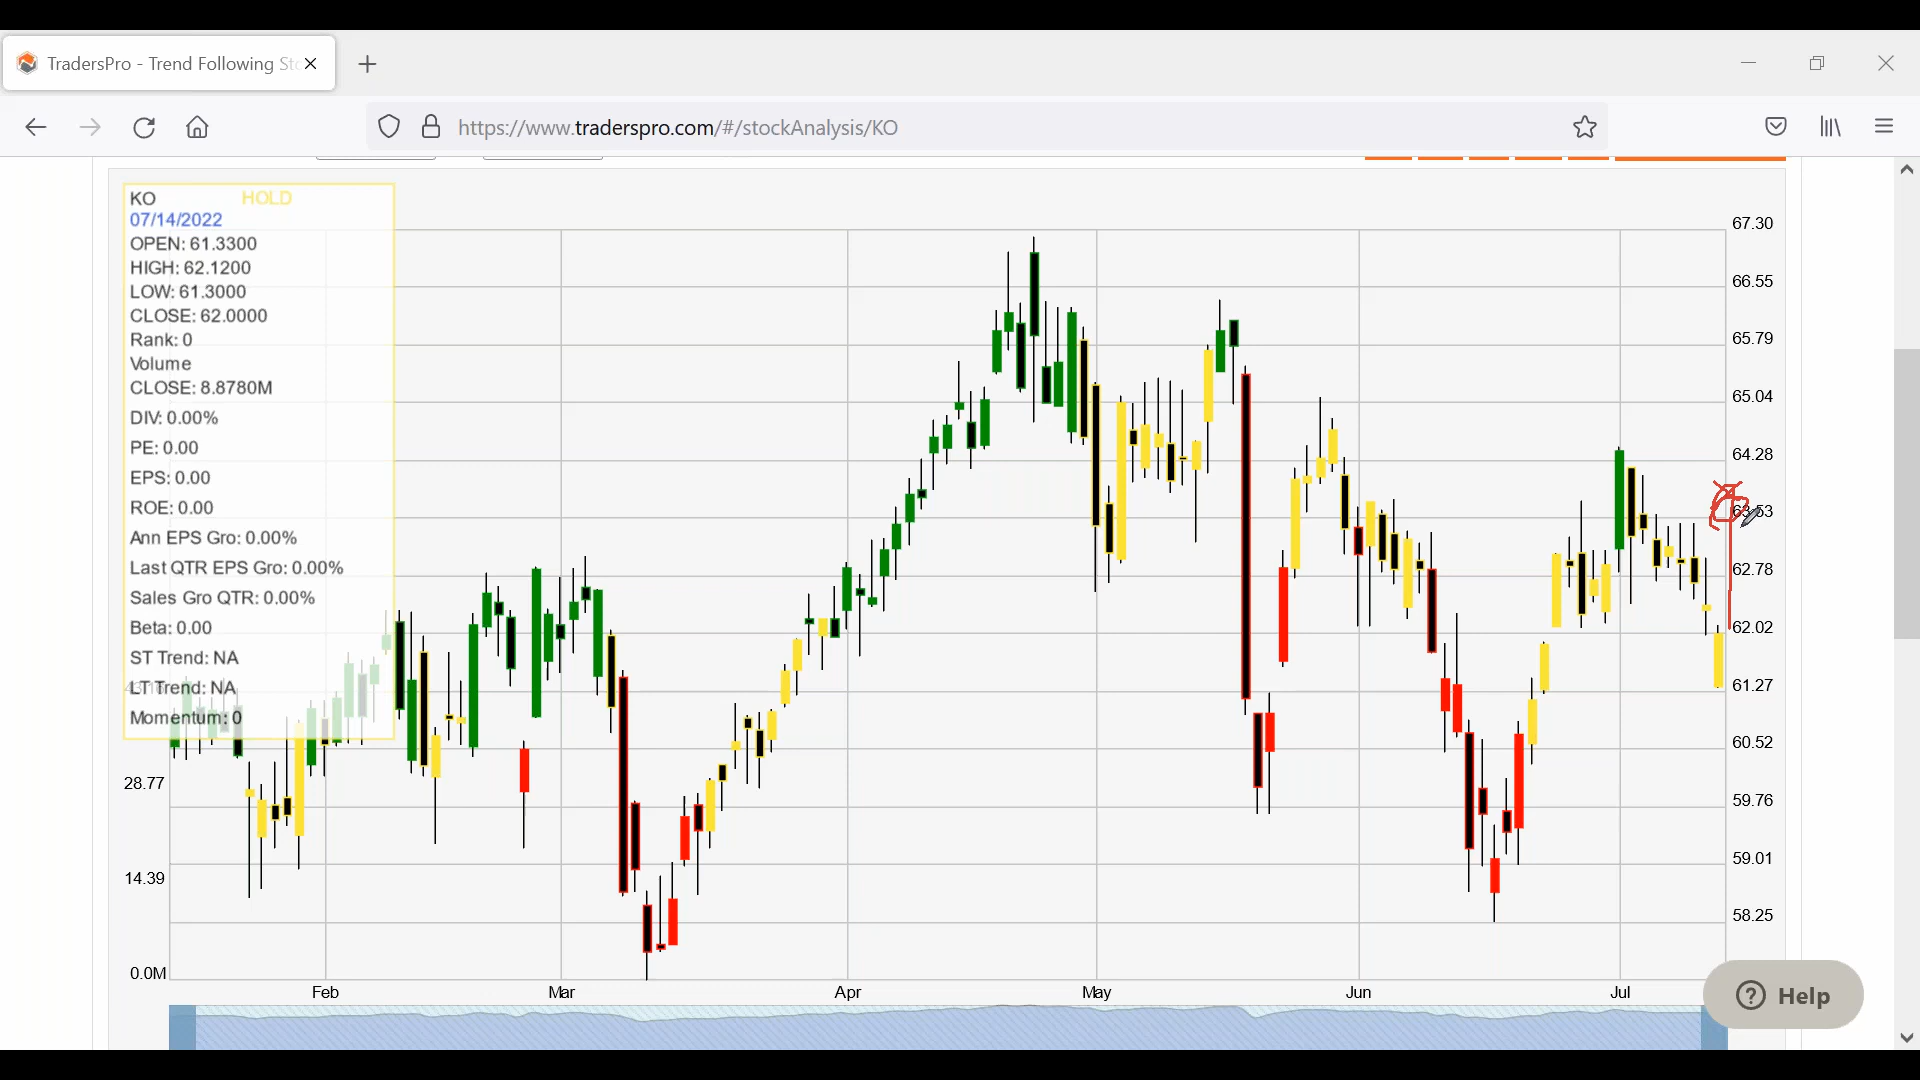 TradersPro - Trend Following Sto
https://www.traderspro.com/#/stockAnalysis/KO
KO HOLD
07/14/2022
OPEN: 61.3300
HIGH: 62.1200
LOW: 61.3000
CLOSE: 62.0000
Rank: 0
Volume
CLOSE: 8.8780M
DIV: 0.00%
PE: 0.00
EPS: 0.00
ROE: 0.00
Ann EPS Gro: 0.00%
Last QTR EPS Gro: 0.00%
Sales Gro QTR: 0.00%
Beta: 0.00
ST Trend: NA
LT Trend: NA
Momentum: 0
28.77
14.39
0.0M
67.30
66.55
65.79
65.04
64.28
63.53
62.78
62.02
61.27
60.52
59.76
59.01
58.25
Feb Mar Apr May Jun Jul
Help